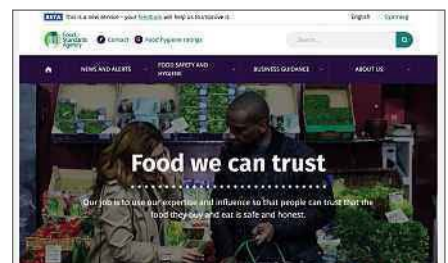 BETA This is a new service - your feedback will help us to improve it.
English Cymraeg
Food Standards Agency
Contact
Food hygiene ratings
Search
NEWS AND ALERTS
FOOD SAFETY AND HYGIENE
BUSINESS GUIDANCE
ABOUT US
Food we can trust
Our job is to use our expertise and influence so that people can trust that the
food they buy and eat is safe and honest.